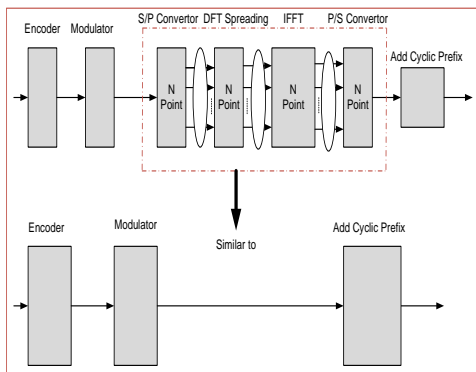 S/P Convertor DFT Spreading IFFT P/S Convertor
Encoder Modulator
Add Cyclic Prefix
N N N N
Point Point Point Point
Similar to
Encoder Modulator Add Cyclic Prefix